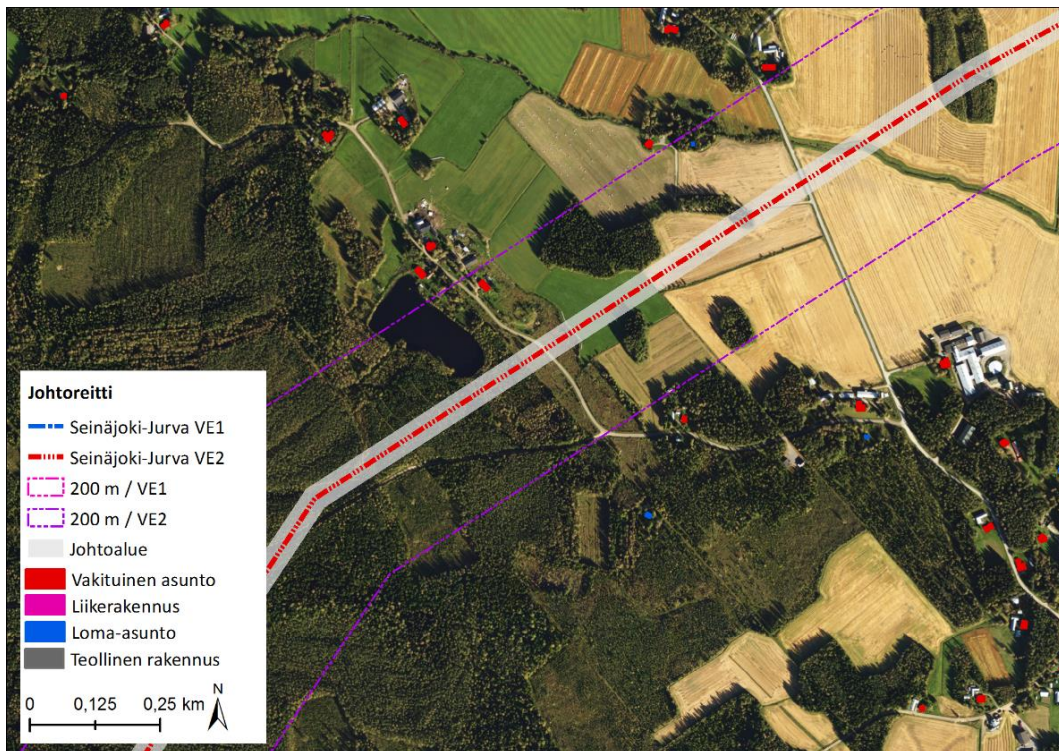 Johtoreitti
Seinäjoki-Jurva VE1
Seinäjoki-Jurva VE2
200 m / VE1
200 m / VE2
Johtoalue
Vakituinen asunto
Liikerakennus
Loma-asunto
Teollinen rakennus
0 0,125 0,25 km
N